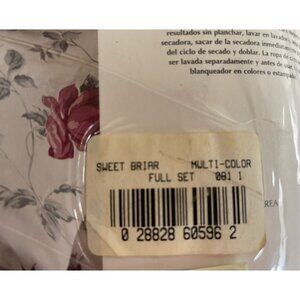 resultados sin planchar, lavar en lavadora
secadora, sacar de la secadora inmediatamente
del ciclo de secado y doblar. La ropa de
ser lavada separadamente y antes de usar.
blanqueador en colores o estampados
SWEET BRIAR MULTI-COLOR
FULL SET 081 1
0 28828 60596 2